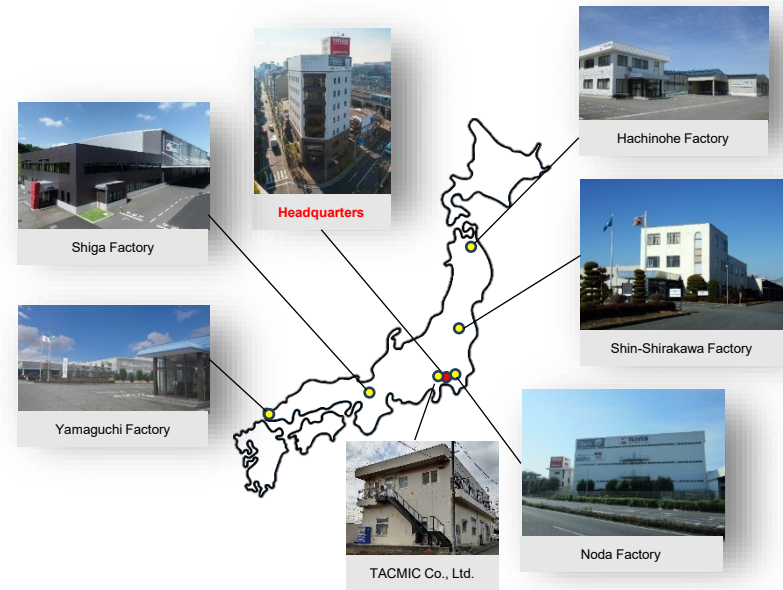 Hachinohe Factory
Headquarters
Shiga Factory
Shin-Shirakawa Factory
Yamaguchi Factory
Noda Factory
TACMIC Co., Ltd.